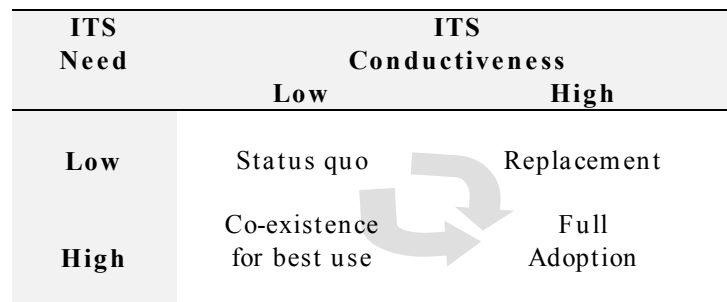 ITS ITS
Need Conductiveness
Low High
Low Status quo Replacement
Co-existence Full
High for best use Adoption